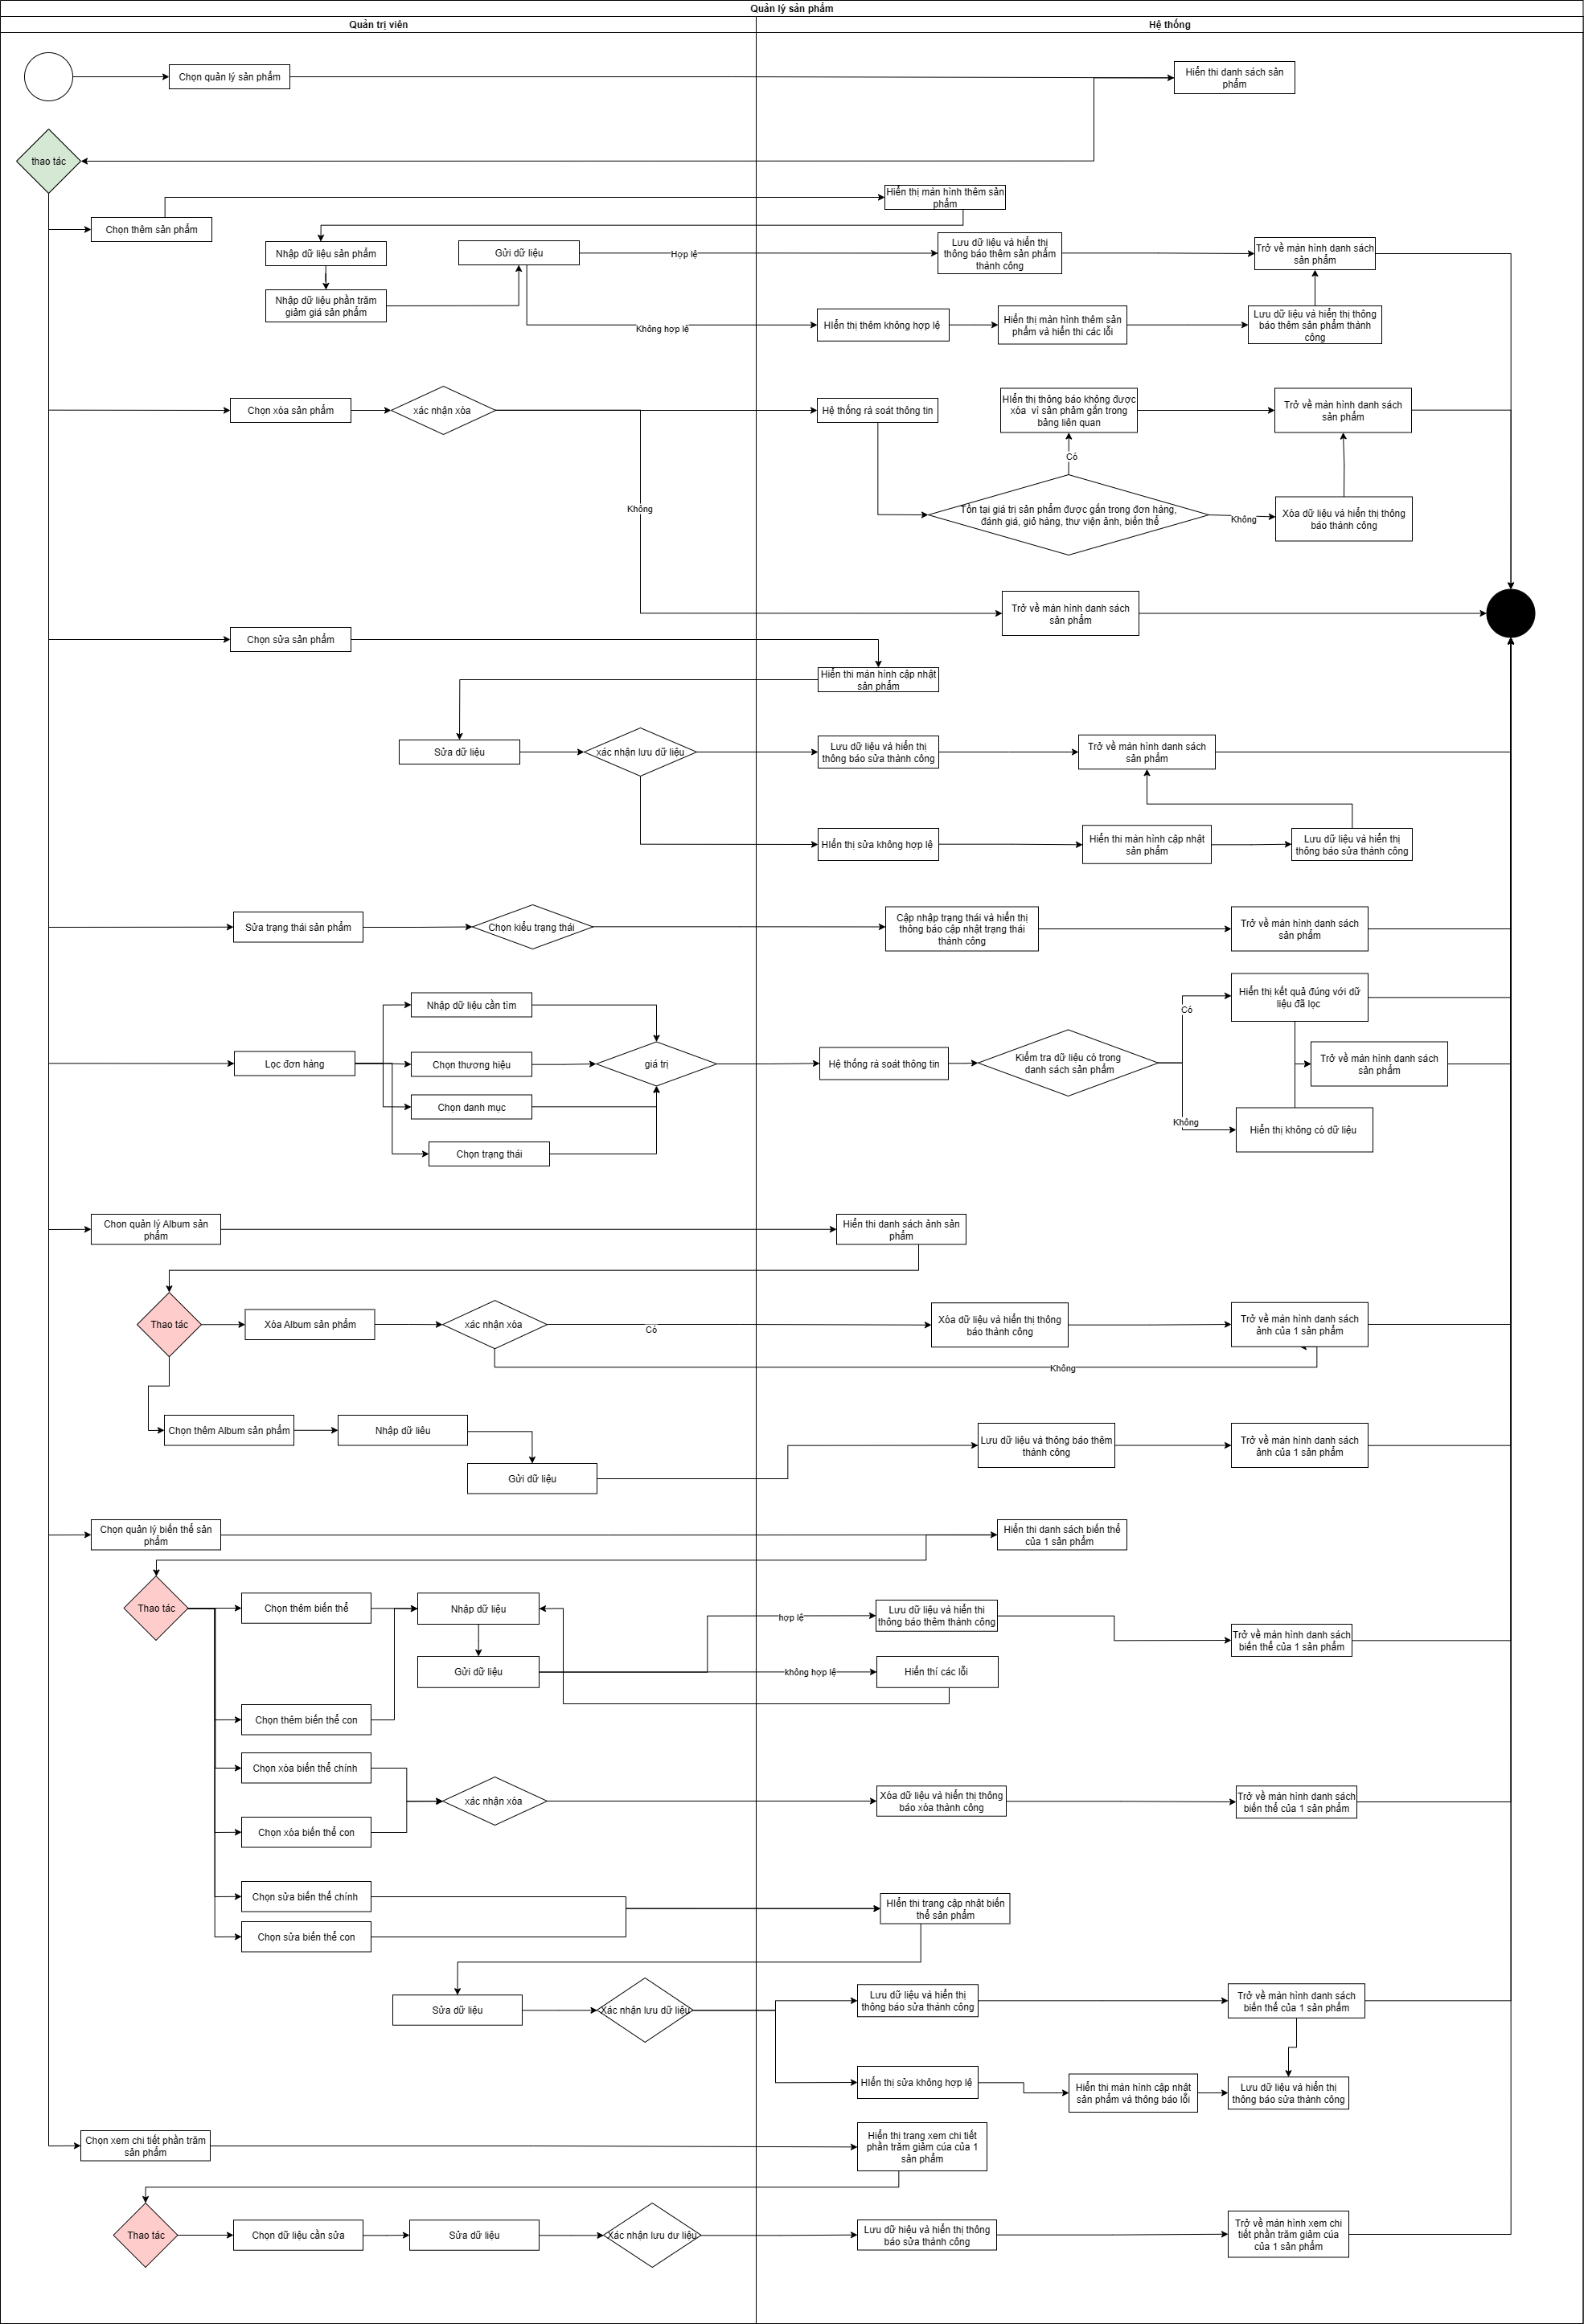 Quản lý sản phẩm
Quản trị viên
Hệ thống
Chọn quản lý sản phẩm
Hiển thi danh sách sản
phẩm
thao tác
Hiển thị màn hình thêm sản
phẩm
Chọn thêm sản phẩm
Nhập dữ liệu sản phẩm
Gửi dữ liệu
Hợp lệ
Lưu dữ liệu và hiển thị
thông báo thêm sản phẩm
thành công
Trở về màn hình danh sách
sản phẩm
Nhập dữ liệu phần trăm
giảm giá sản phẩm
Không hợp lệ
HIển thị thêm không hợp lệ
Hiển thị màn hình thêm sản
phẩm và hiển thi các lỗi
Lưu dữ liệu và hiển thị thông
báo thêm sản phẩm thành
công
Chọn xóa sản phẩm
xác nhận xóa
Hệ thống rà soát thông tin
HIển thị thông báo không được
xóa vì sản phảm gắn trong
bảng liên quan
Trở về màn hình danh sách
sản phẩm
Có
Không
Tồn tai giá trị sản phẩm được gắn trong đơn hàng,
đánh giá, giỏ hàng, thư viện ảnh, biến thể
Không
Xóa dữ liệu và hiển thị thông
báo thành công
Trở về màn hình danh sách
sản phẩm
Chọn sửa sản phẩm
Hiển thi màn hình cập nhật
sản phẩm
Sửa dữ liệu
xác nhận lưu dữ liệu
Lưu dữ liệu và hiển thị
thông báo sửa thành công
Trở về màn hình danh sách
sản phẩm
HIển thị sửa không hợp lệ
Hiển thi màn hình cập nhật
sản phẩm
Lưu dữ liệu và hiển thị
thông báo sửa thành công
Sửa trạng thái sản phẩm
Chọn kiểu trạng thái
Cập nhập trạng thái và hiển thị
thông báo cập nhật trạng thái
thành công
Trở về màn hình danh sách
sản phẩm
Nhập dữ liệu cần tìm
Có
Hiển thị kết quả đúng với dữ
liệu đã lọc
Lọc đơn hàng
Chọn thương hiệu
giá trị
Hệ thống rà soát thông tin
Kiểm tra dữ liệu có trong
danh sách sản phẩm
Trở về màn hình danh sách
sản phẩm
Chọn danh mục
Không
Hiển thị không có dữ liệu
Chọn trạng thái
Chon quản lý Album sản
phẩm
Hiển thi danh sách ảnh sản
phẩm
Thao tác
Xóa Album sản phẩm
xác nhận xóa
Có
Xóa dữ liệu và hiển thị thông
báo thành công
Trở về màn hình danh sách
ảnh của 1 sản phẩm
Không
Chọn thêm Album sản phẩm
Nhập dữ liêu
Gửi dữ liệu
Lưu dữ liệu và thông báo thêm
thành công
Trở về màn hình danh sách
ảnh của 1 sản phẩm
Chọn quản lý biến thể sản
phẩm
Hiển thi danh sách biến thể
của 1 sản phẩm
Thao tác
Chọn thêm biến thể
Nhập dữ liệu
hợp lệ
Lưu dữ liệu và hiển thi
thông báo thêm thành công
Trở về màn hình danh sách
biến thể của 1 sản phẩm
Gửi dữ liệu
không hợp lệ
Hiển thí các lỗi
Chọn thêm biến thể con
Chọn xóa biến thể chính
xác nhận xóa
Xóa dữ liệu và hiển thị thông
báo xóa thành công
Trở về màn hình danh sách
biến thể của 1 sản phẩm
Chọn xóa biến thể con
Chọn sửa biến thể chính
HIển thi trang cập nhật biến
thể sản phẩm
Chọn sửa biến thể con
Sửa dữ liệu
Xác nhận lưu dữ liệu
Lưu dữ liệu và hiển thị
thông báo sửa thành công
Trở về màn hình danh sách
biến thể của 1 sản phẩm
HIển thị sửa không hợp lệ
Hiển thi màn hình cập nhật
sản phẩm và thông báo lỗi
Lưu dữ liệu và hiển thị
thông báo sửa thành công
Chọn xem chi tiết phần trăm
sản phẩm
Hiển thị trang xem chi tiết
phần trăm giảm cúa của 1
sản phẩm
Thao tác
Chọn dữ liệu cần sửa
Sửa dữ liệu
Xác nhận lưu dư liệu
Lưu dữ hiệu và hiển thị thông
báo sửa thành công
Trở về màn hình xem chi
tiết phần trăm giảm cúa
của 1 sản phẩm